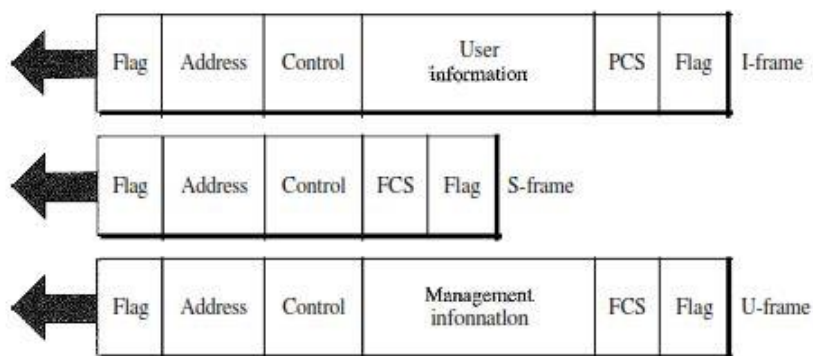 Flag Address Control User information PCS Flag I-frame
Flag Address Control FCS Flag S-frame
Flag Address Control Management infonnatlon FCS Flag U-frame